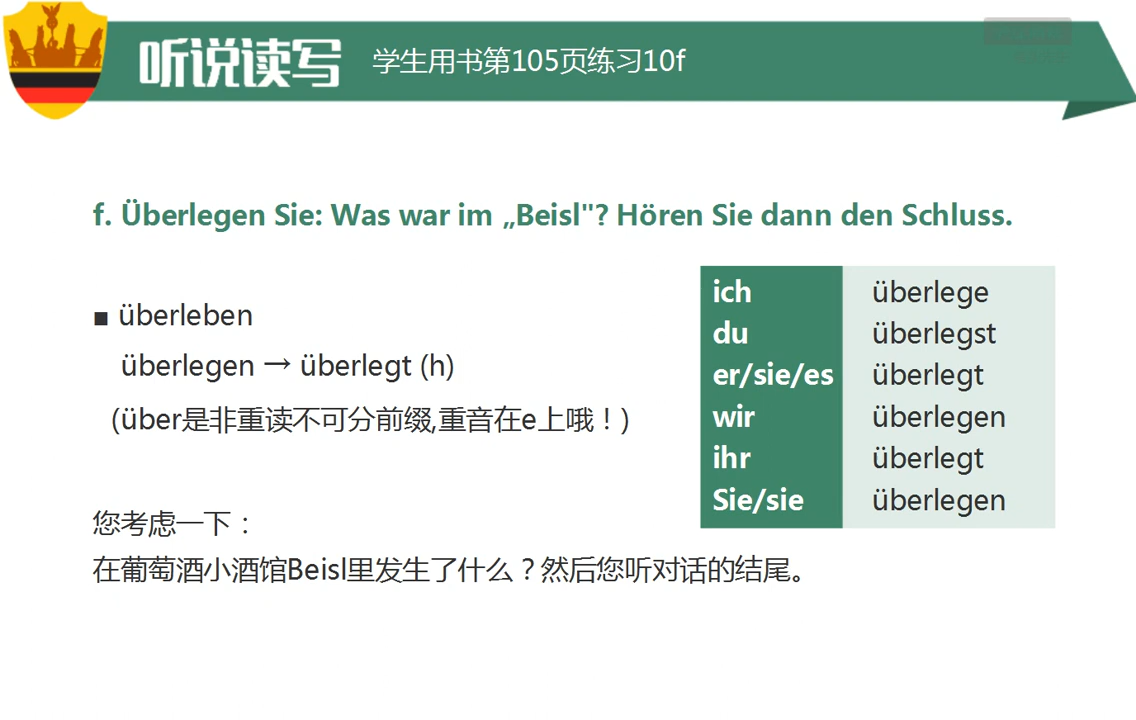 听说读写 学生用书第105页练习10f
f. Überlegen Sie: Was war im „Beisl"? Hören Sie dann den Schluss.
■ überleben
überlegen → überlegt (h)
(über是非重读不可分前缀,重音在e上哦！)
ich überlege
du überlegst
er/sie/es überlegt
wir überlegen
ihr überlegt
Sie/sie überlegen
您考虑一下：
在葡萄酒小酒馆Beisl里发生了什么？然后您听对话的结尾。